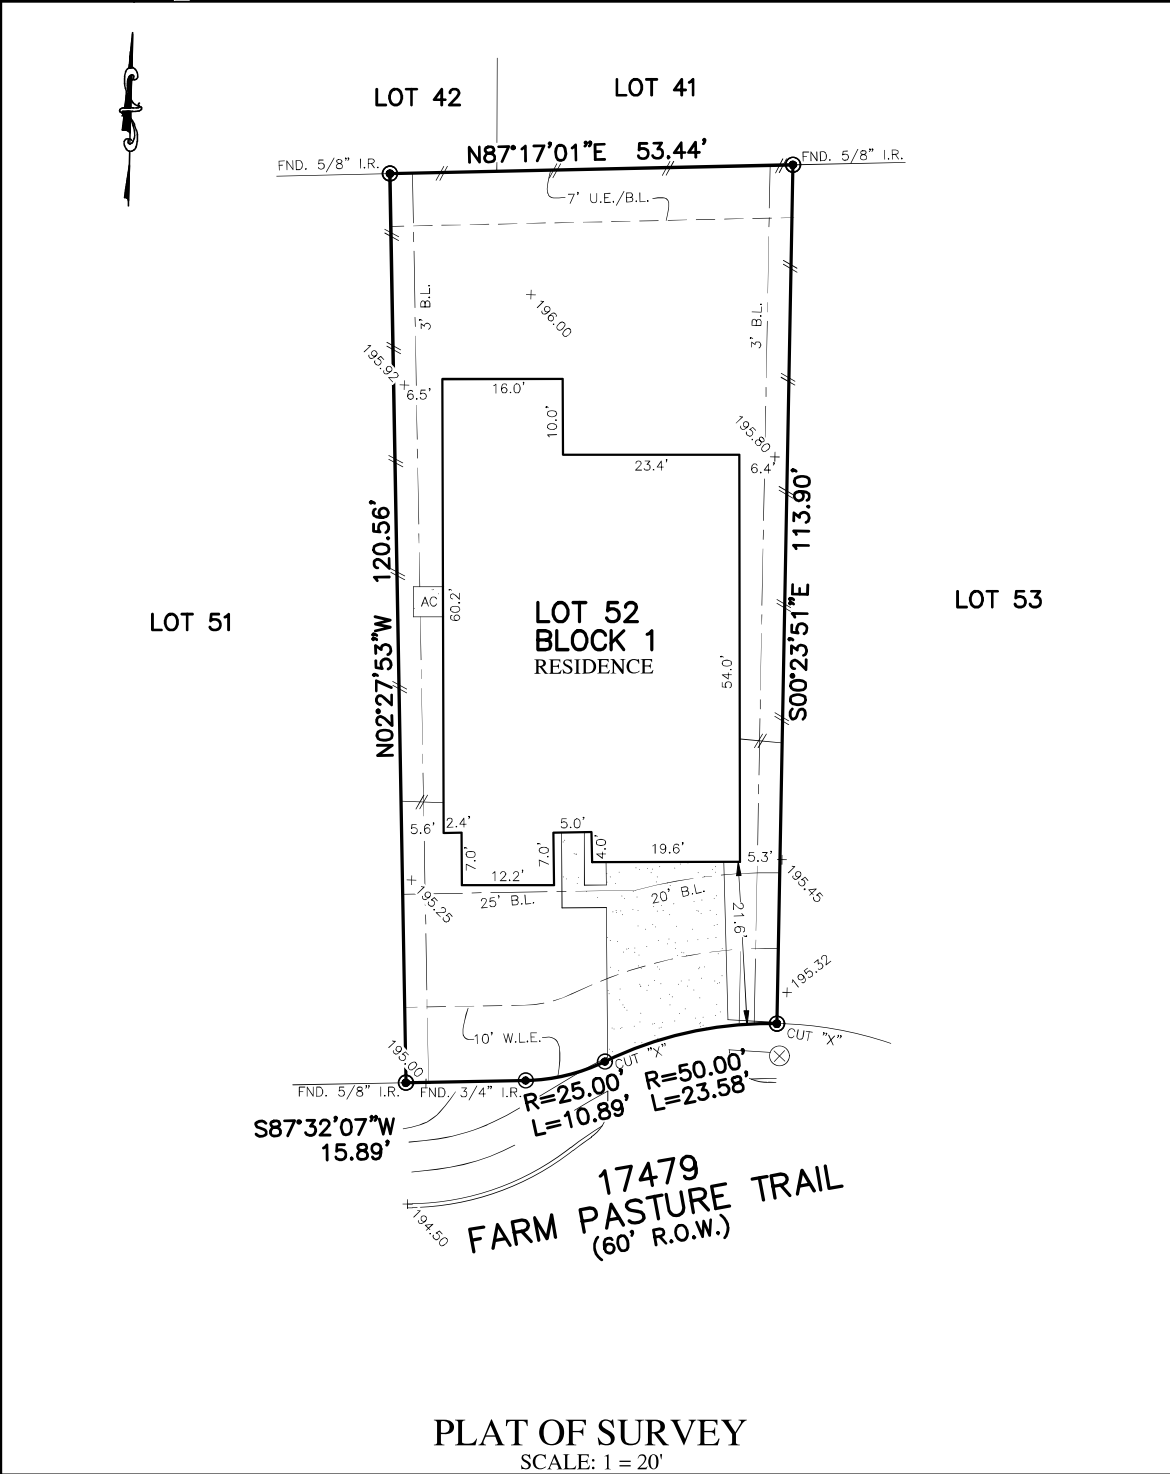 LOT 42
LOT 41
N87°17'01"E 53.44'
FND. 5/8" I.R.
FND. 5/8" I.R.
7' U.E./B.L.
3' B.L.
3' B.L.
196.00
195.92
6.5'
16.0'
10.0'
23.4'
195.80
6.4'
N02°27'53"W 120.56'
S00°23'51"E 113.90'
LOT 51
AC
60.2'
LOT 52
BLOCK 1
RESIDENCE
54.0'
LOT 53
5.6'
2.4'
7.0'
12.2'
7.0'
5.0'
4.0'
19.6'
5.3'
195.45
195.25
25' B.L.
20' B.L.
21.6'
195.32
10' W.L.E.
195.00
CUT "X"
CUT "X"
FND. 5/8" I.R.
FND. 3/4" I.R.
R=25.00'
L=10.89'
R=50.00'
L=23.58'
S87°32'07"W
15.89'
194.50
17479
FARM PASTURE TRAIL
(60' R.O.W.)
PLAT OF SURVEY
SCALE: 1 = 20'